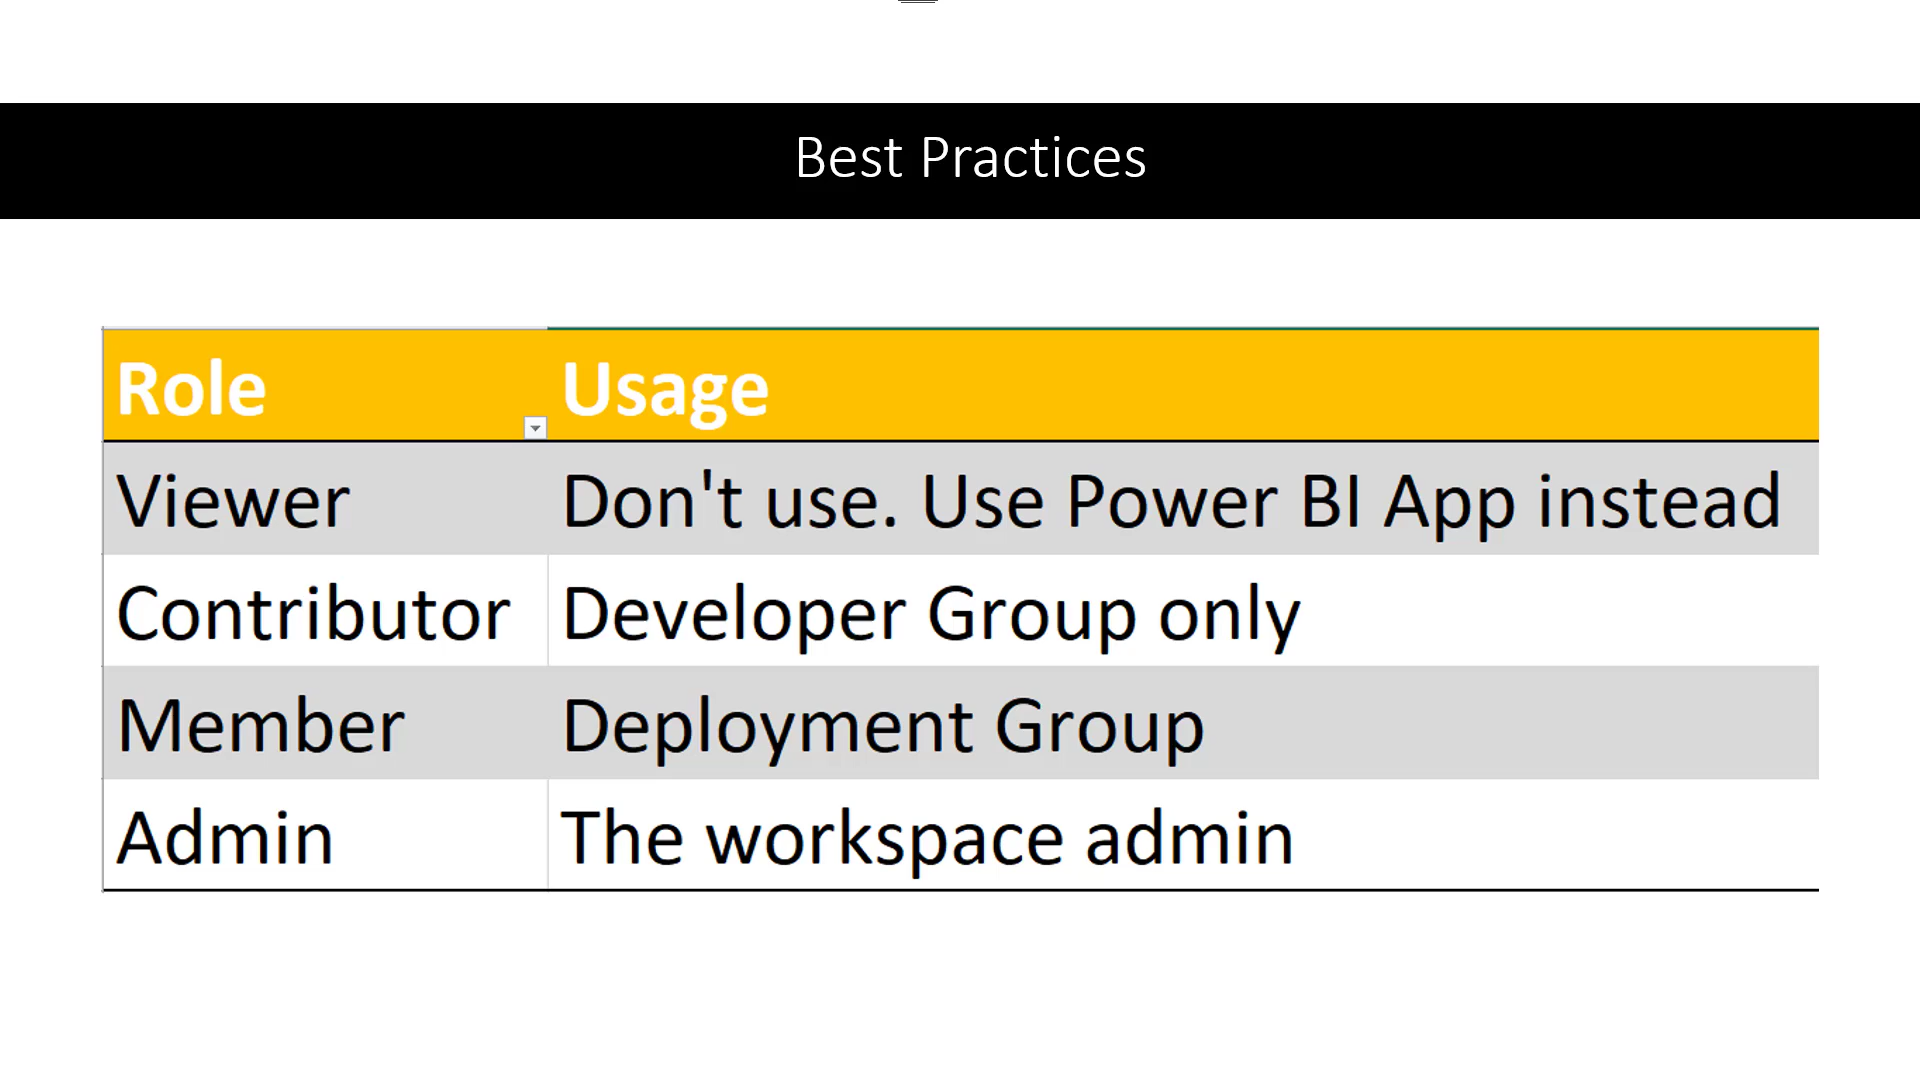 Best Practices
Role Usage
Viewer Don't use. Use Power BI App instead
Contributor Developer Group only
Member Deployment Group
Admin The workspace admin